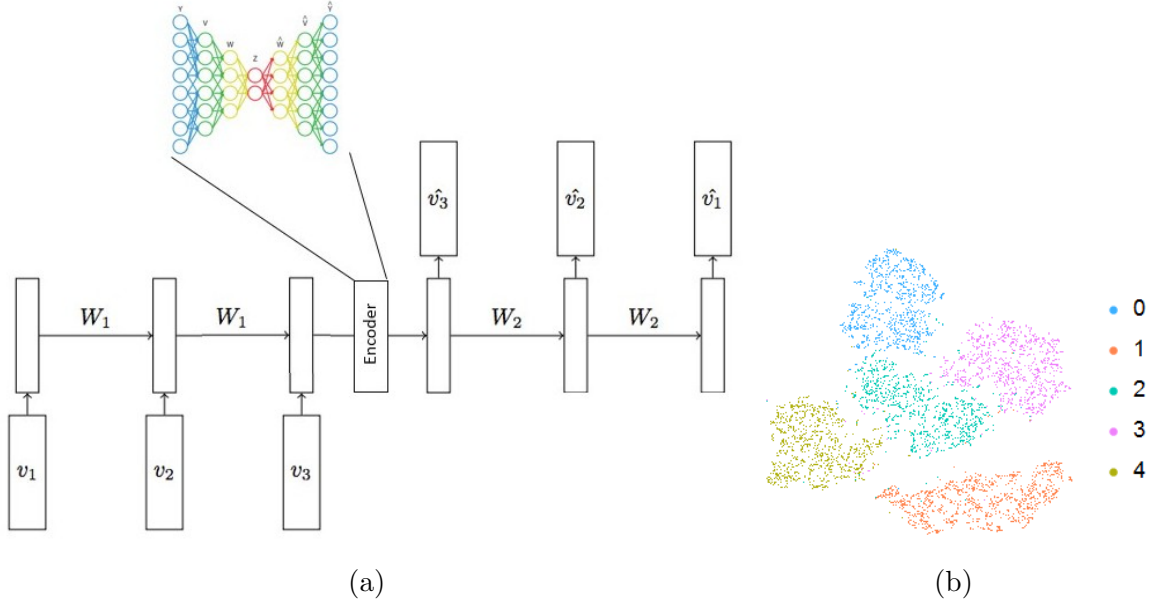 Y V W Z Ŵ V̂ Ŷ
v̂₃ v̂₂ v̂₁
W₁ W₁ Encoder W₂ W₂
v₁ v₂ v₃
0
1
2
3
4
(a) (b)